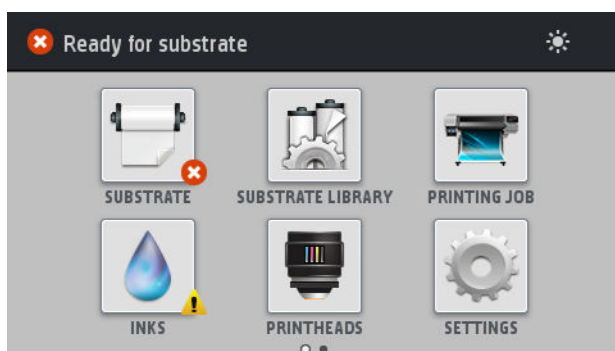 Ready for substrate
SUBSTRATE
SUBSTRATE LIBRARY
PRINTING JOB
INKS
PRINTHEADS
SETTINGS